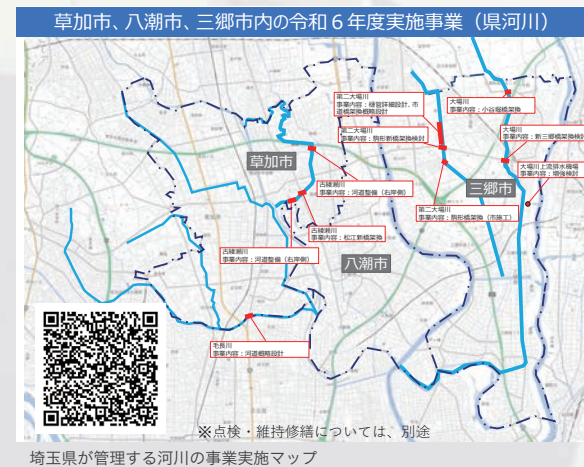 草加市、八潮市、三郷市内の令和６年度実施事業（県河川）
第二大場川
事業内容：樋管詳細設計、市
道橋架換概略設計
大場川
事業内容：小谷堀橋架換
第二大場川
事業内容：駒形新橋架換検討
大場川
事業内容：新三郷橋架換検討
大場川上流排水機場
事業内容：増強検討
草加市
三郷市
古綾瀬川
事業内容：河道整備（右岸側）
第二大場川
事業内容：駒形橋架換（市施工）
古綾瀬川
事業内容：松江新橋架換
古綾瀬川
事業内容：河道整備（右岸側）
八潮市
毛長川
事業内容：河道概略設計
※点検・維持修繕については、別途
埼玉県が管理する河川の事業実施マップ